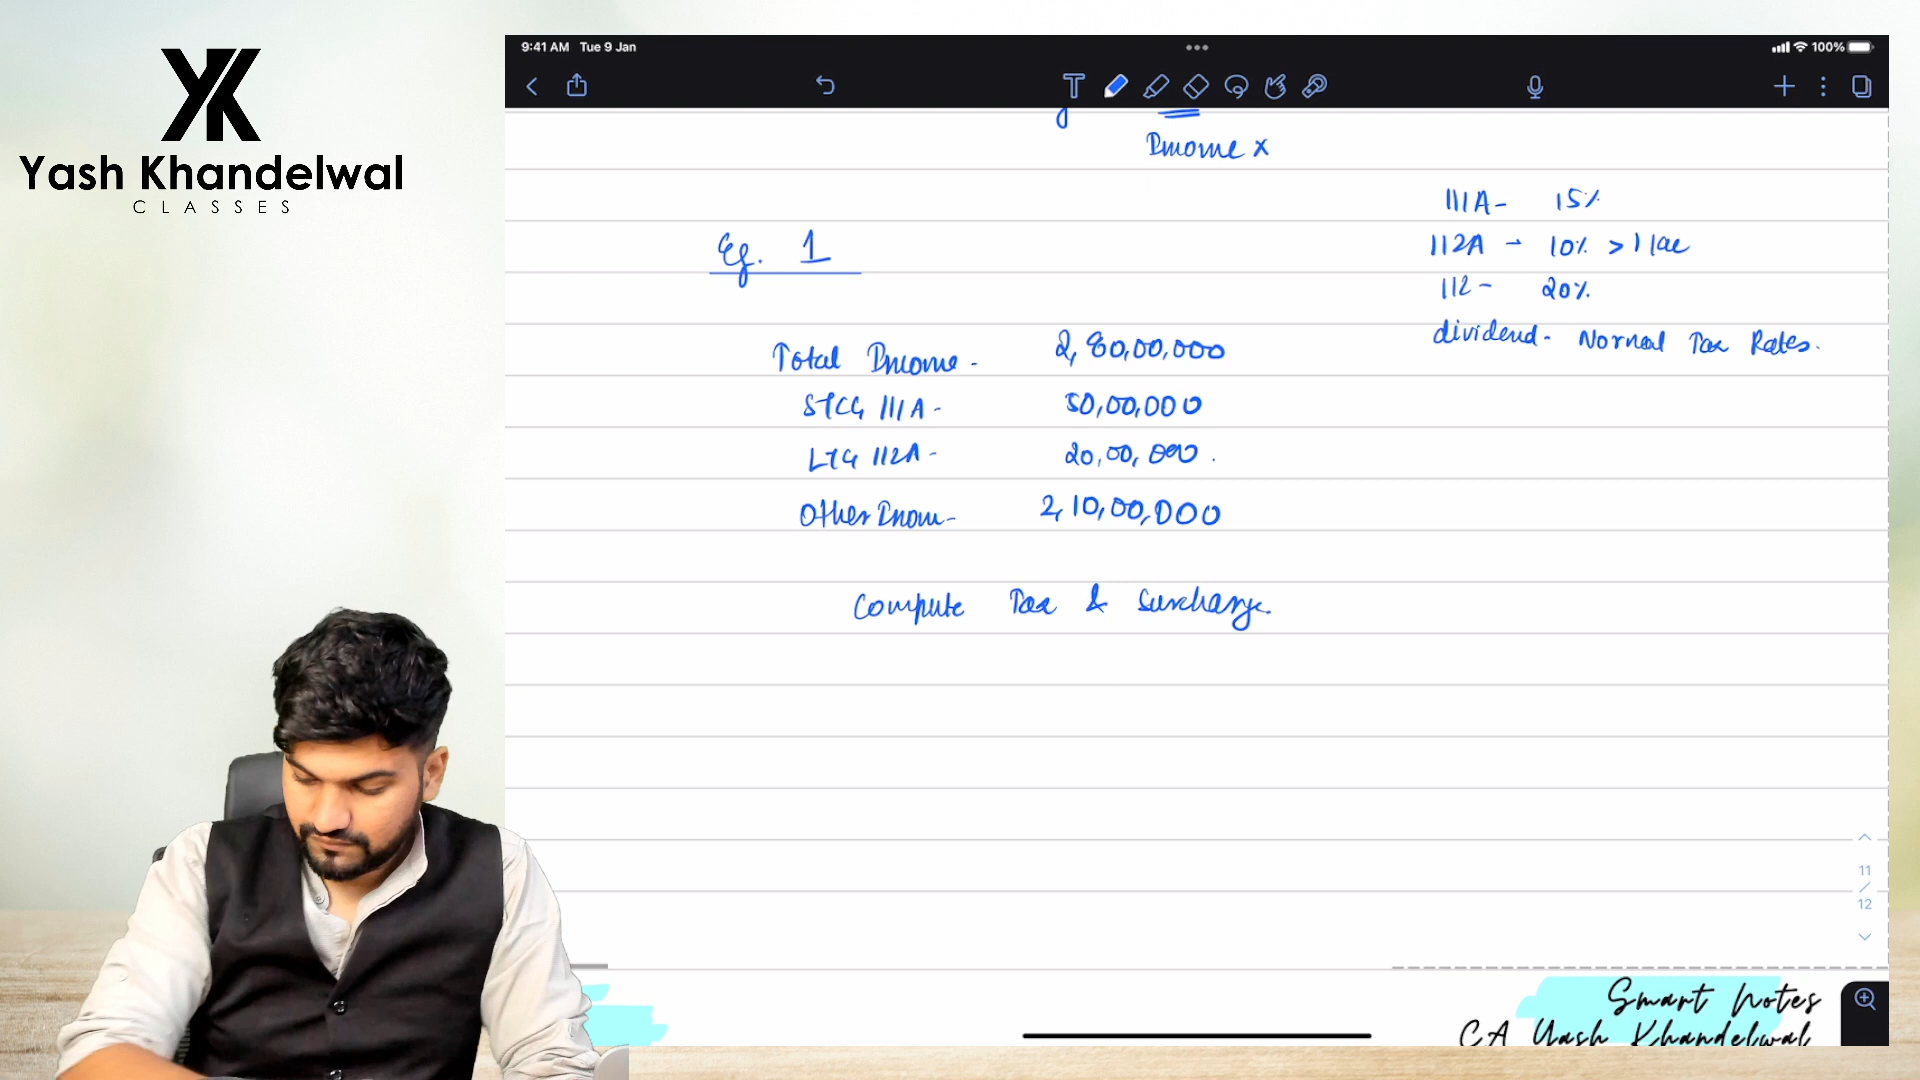 YK
Yash Khandelwal
CLASSES
9:41 AM Tue 9 Jan
100%
Income x
111A - 15%
112A - 10% > 1 lac
112 - 20%
dividend - Normal Tax Rates.
Eg. 1
Total Income - 2,80,00,000
STCG 111A - 50,00,000
LTCG 112A - 20,00,000.
Other Incom - 2,10,00,000
Compute Tax & Surcharge.
11
12
Smart Notes
CA Yash Khandelwal